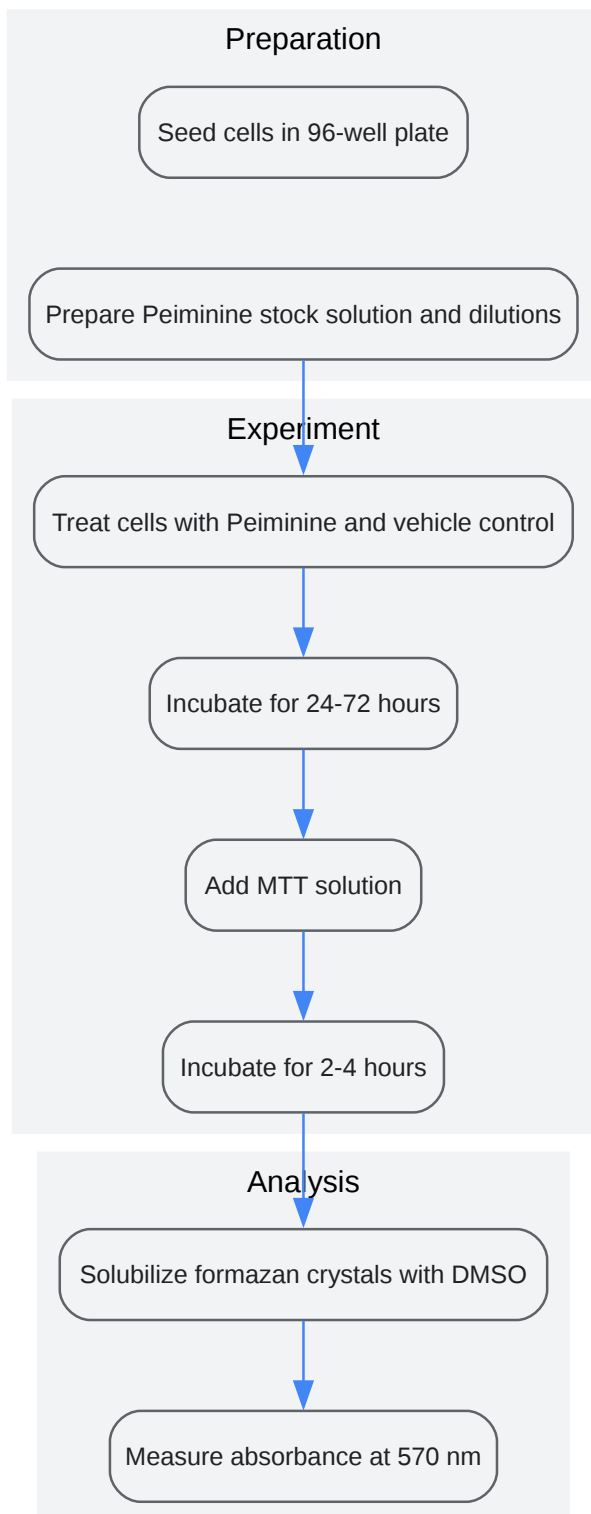 Preparation
Seed cells in 96-well plate
Prepare Peiminine stock solution and dilutions
Experiment
Treat cells with Peiminine and vehicle control
Incubate for 24-72 hours
Add MTT solution
Incubate for 2-4 hours
Analysis
Solubilize formazan crystals with DMSO
Measure absorbance at 570 nm